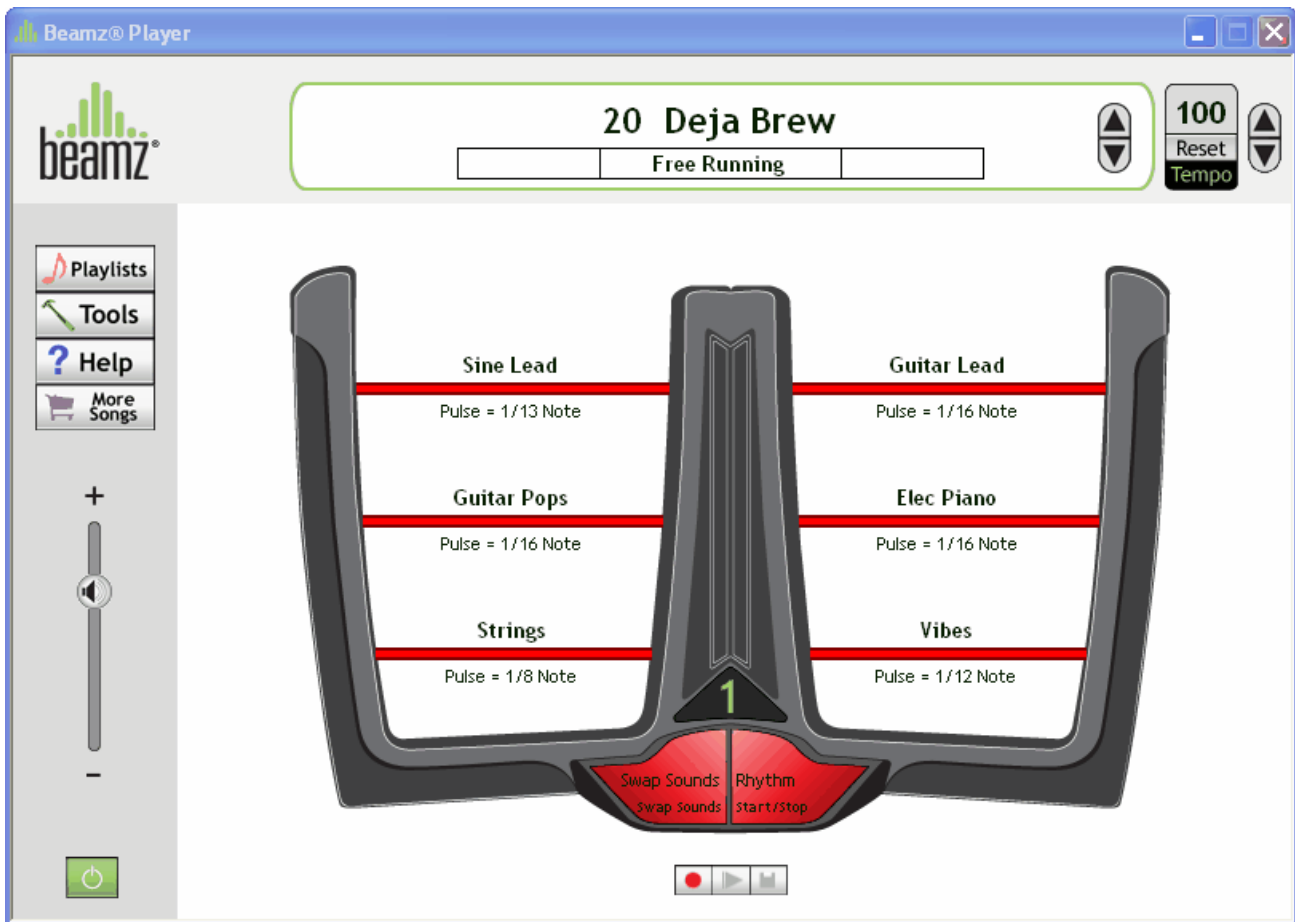 Beamz® Player
beamz®
20 Deja Brew
Free Running
100
Reset
Tempo
Playlists
Tools
? Help
More
Songs
+
−
Sine Lead
Pulse = 1/13 Note
Guitar Lead
Pulse = 1/16 Note
Guitar Pops
Pulse = 1/16 Note
Elec Piano
Pulse = 1/16 Note
Strings
Pulse = 1/8 Note
Vibes
Pulse = 1/12 Note
1
Swap Sounds
Swap Sounds
Rhythm
Start/Stop